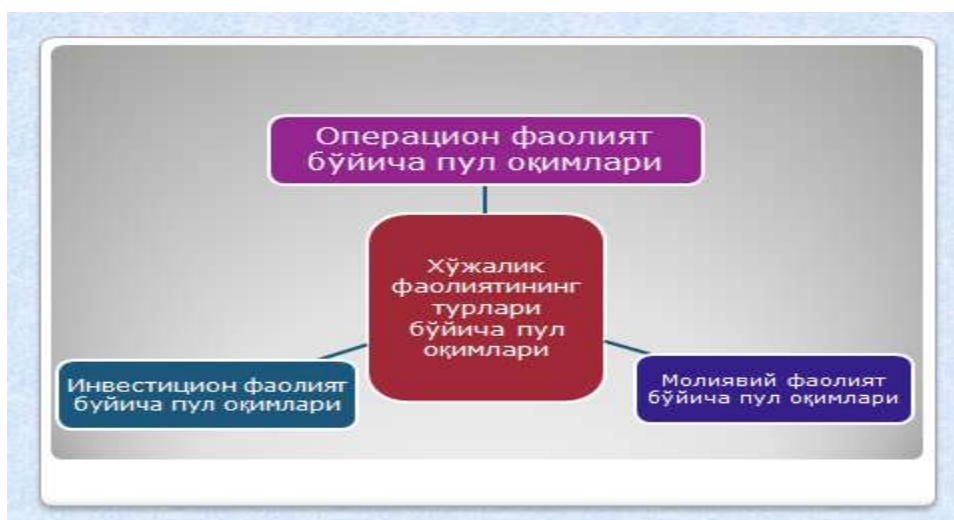 Операцион фаолият
бўйича пул оқимлари
Хўжалик
фаолиятининг
турлари
бўйича пул
оқимлари
Инвестицион фаолият
буйича пул оқимлари
Молиявий фаолият
бўйича пул оқимлари